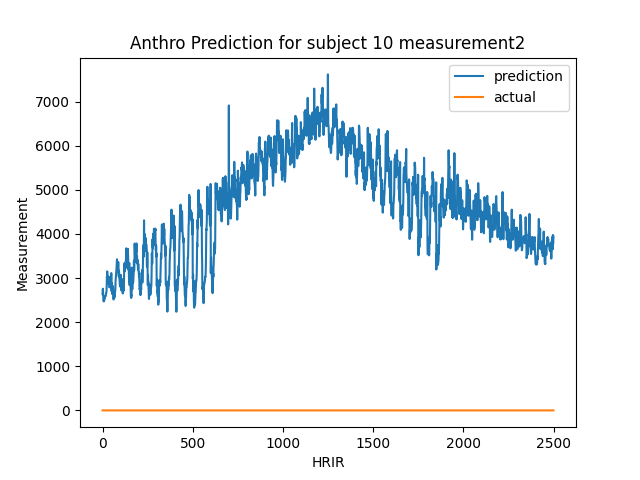 Anthro Prediction for subject 10 measurement2
prediction
actual
7000
6000
5000
4000
3000
2000
1000
0
Measurement
0 500 1000 1500 2000 2500
HRIR